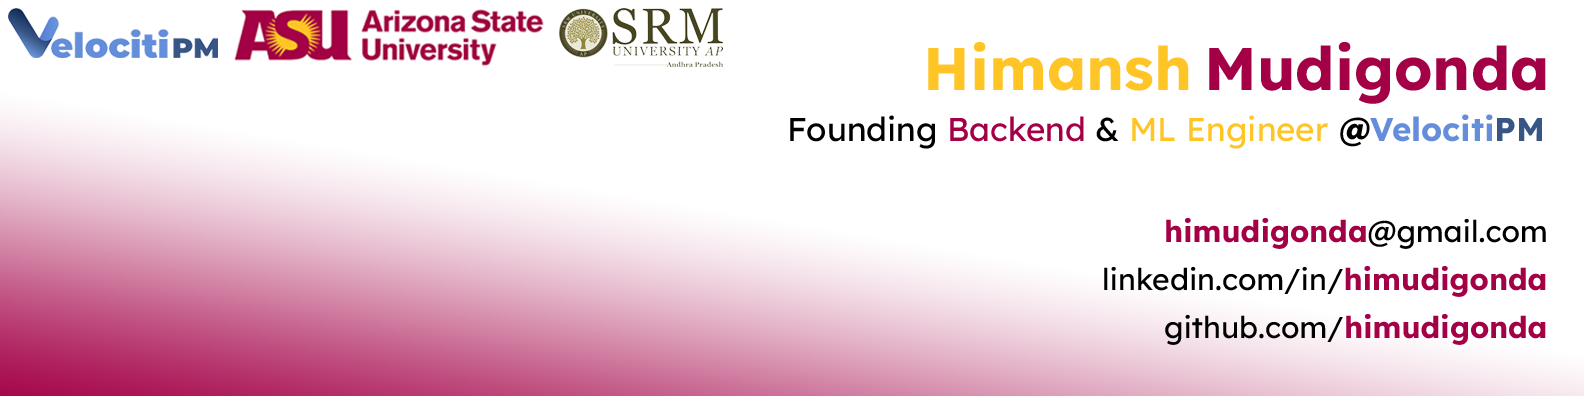 VelocitiPM
ASU Arizona State University
SRM
UNIVERSITY AP
Andhra Pradesh
Himansh Mudigonda
Founding Backend & ML Engineer @VelocitiPM
himudigonda@gmail.com
linkedin.com/in/himudigonda
github.com/himudigonda